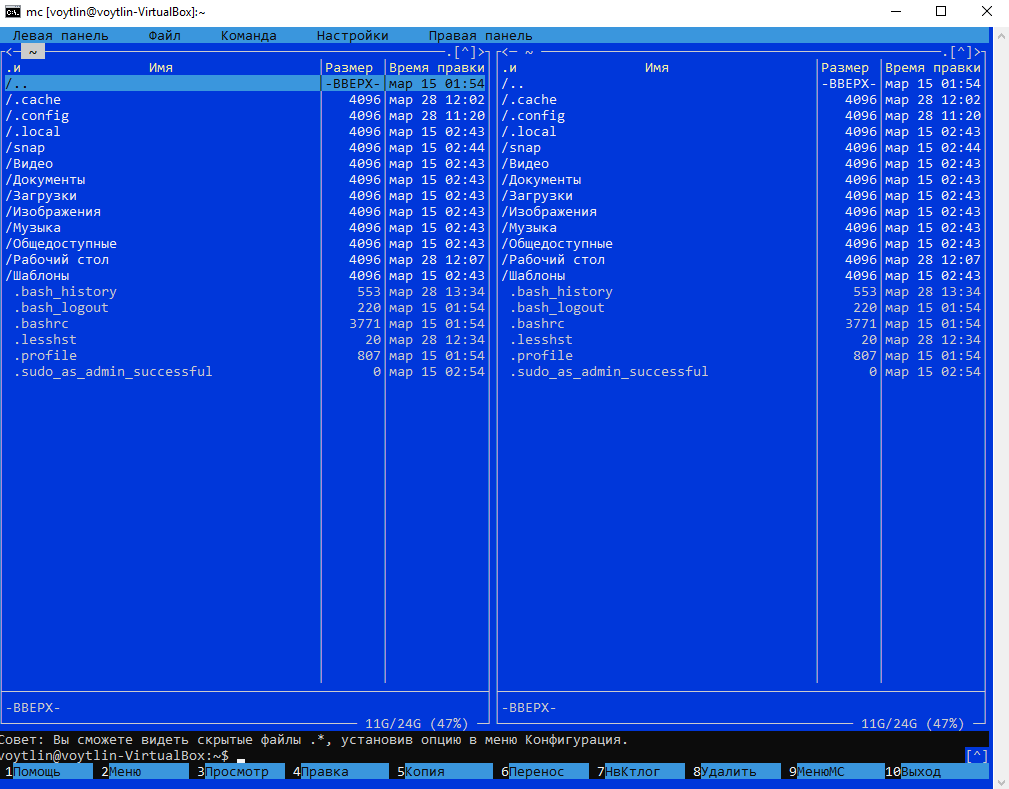 mc [voytlin@voytlin-VirtualBox]:~
Левая панель Файл Команда Настройки Правая панель
<- ~ .[^]> <- ~ .[^]>
.и Имя Размер Время правки .и Имя Размер Время правки
/.. -ВВЕРХ- мар 15 01:54 /.. -ВВЕРХ- мар 15 01:54
/.cache 4096 мар 28 12:02 /.cache 4096 мар 28 12:02
/.config 4096 мар 28 11:20 /.config 4096 мар 28 11:20
/.local 4096 мар 15 02:43 /.local 4096 мар 15 02:43
/snap 4096 мар 15 02:44 /snap 4096 мар 15 02:44
/Видео 4096 мар 15 02:43 /Видео 4096 мар 15 02:43
/Документы 4096 мар 15 02:43 /Документы 4096 мар 15 02:43
/Загрузки 4096 мар 15 02:43 /Загрузки 4096 мар 15 02:43
/Изображения 4096 мар 15 02:43 /Изображения 4096 мар 15 02:43
/Музыка 4096 мар 15 02:43 /Музыка 4096 мар 15 02:43
/Общедоступные 4096 мар 15 02:43 /Общедоступные 4096 мар 15 02:43
/Рабочий стол 4096 мар 28 12:07 /Рабочий стол 4096 мар 28 12:07
/Шаблоны 4096 мар 15 02:43 /Шаблоны 4096 мар 15 02:43
.bash_history 553 мар 28 13:34 .bash_history 553 мар 28 13:34
.bash_logout 220 мар 15 01:54 .bash_logout 220 мар 15 01:54
.bashrc 3771 мар 15 01:54 .bashrc 3771 мар 15 01:54
.lesshst 20 мар 28 12:34 .lesshst 20 мар 28 12:34
.profile 807 мар 15 01:54 .profile 807 мар 15 01:54
.sudo_as_admin_successful 0 мар 15 02:54 .sudo_as_admin_successful 0 мар 15 02:54
-ВВЕРХ- -ВВЕРХ-
11G/24G (47%) 11G/24G (47%)
Совет: Вы сможете видеть скрытые файлы .*, установив опцию в меню Конфигурация.
voytlin@voytlin-VirtualBox:~$ [^]
1Помощь 2Меню 3Просмотр 4Правка 5Копия 6Перенос 7НвКтлог 8Удалить 9МенюМС 10Выход